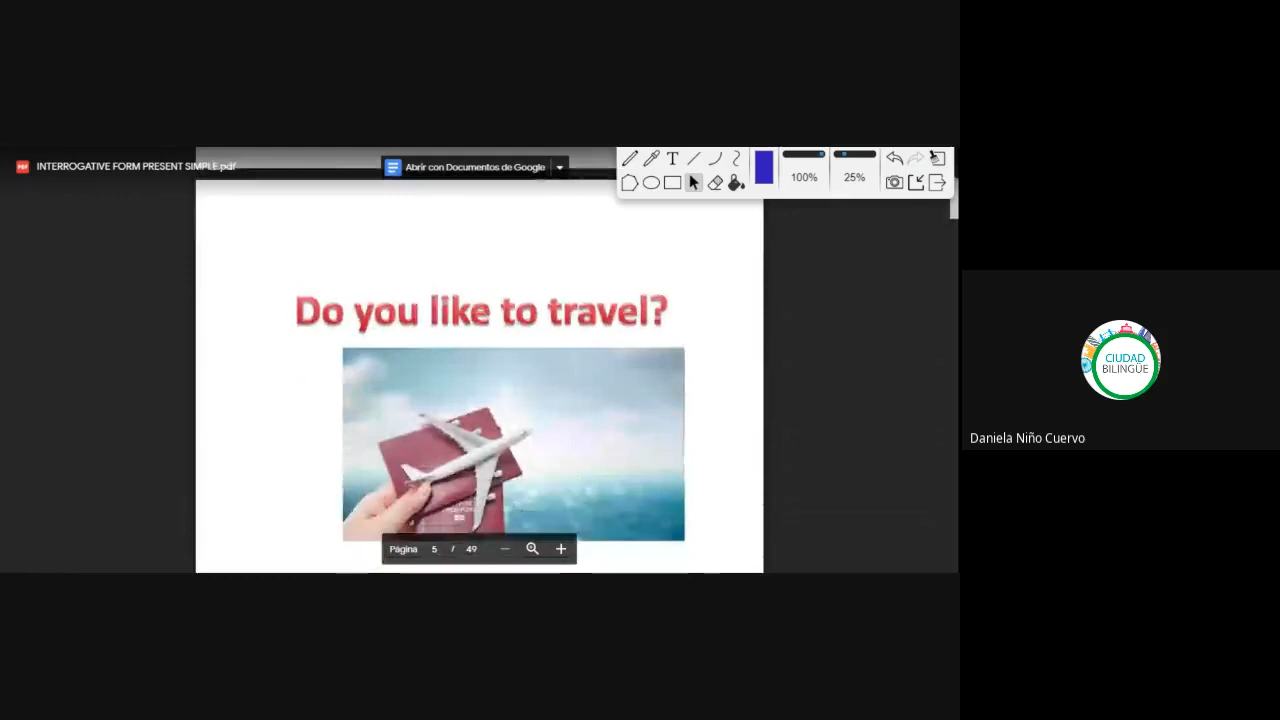 INTERROGATIVE FORM PRESENT SIMPLE.pdf
Abrir con Documentos de Google
T
100%
25%
Do you like to travel?
Página 5 / 49
CIUDAD
BILINGÜE
Daniela Niño Cuervo